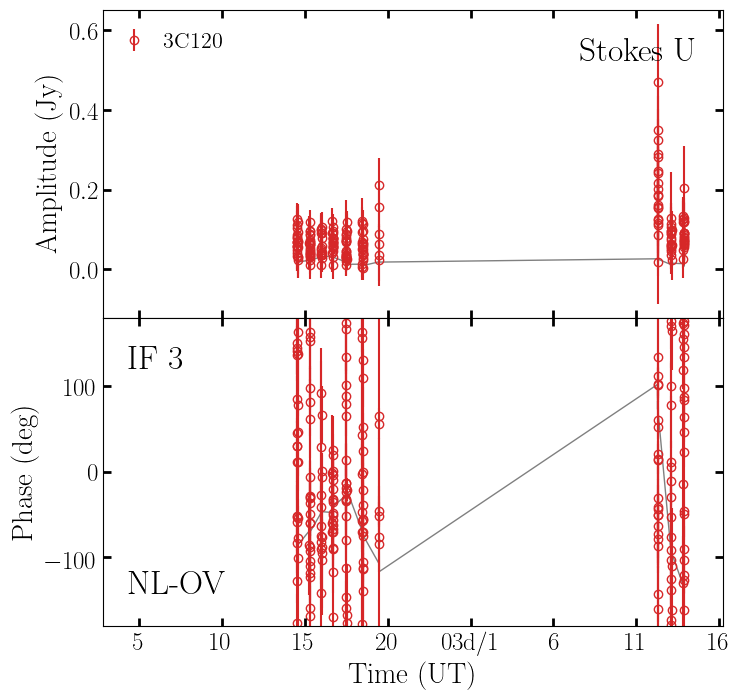 3C120
Stokes U
Amplitude (Jy)
0.6
0.4
0.2
0.0
IF 3
NL-OV
Phase (deg)
100
0
−100
5 10 15 20 03d/1 6 11 16
Time (UT)